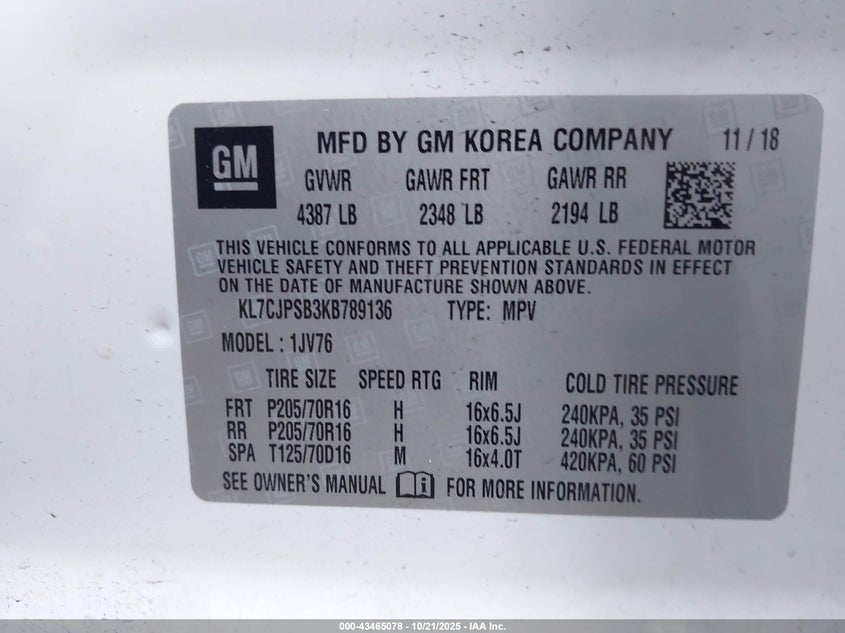 GM
MFD BY GM KOREA COMPANY 11 / 18
GVWR GAWR FRT GAWR RR
4387 LB 2348 LB 2194 LB
THIS VEHICLE CONFORMS TO ALL APPLICABLE U.S. FEDERAL MOTOR
VEHICLE SAFETY AND THEFT PREVENTION STANDARDS IN EFFECT
ON THE DATE OF MANUFACTURE SHOWN ABOVE.
KL7CJPSB3KB789136 TYPE: MPV
MODEL : 1JV76
TIRE SIZE SPEED RTG RIM COLD TIRE PRESSURE
FRT P205/70R16 H 16x6.5J 240KPA, 35 PSI
RR P205/70R16 H 16x6.5J 240KPA, 35 PSI
SPA T125/70D16 M 16x4.0T 420KPA, 60 PSI
SEE OWNER'S MANUAL i FOR MORE INFORMATION.
000-43465078 - 10/21/2025 - IAA Inc.